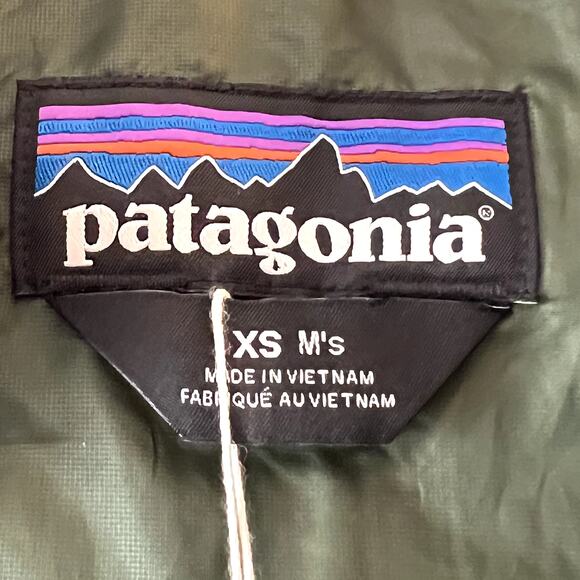 patagonia®
XS M's
MADE IN VIETNAM
FABRIQUÉ AU VIETNAM